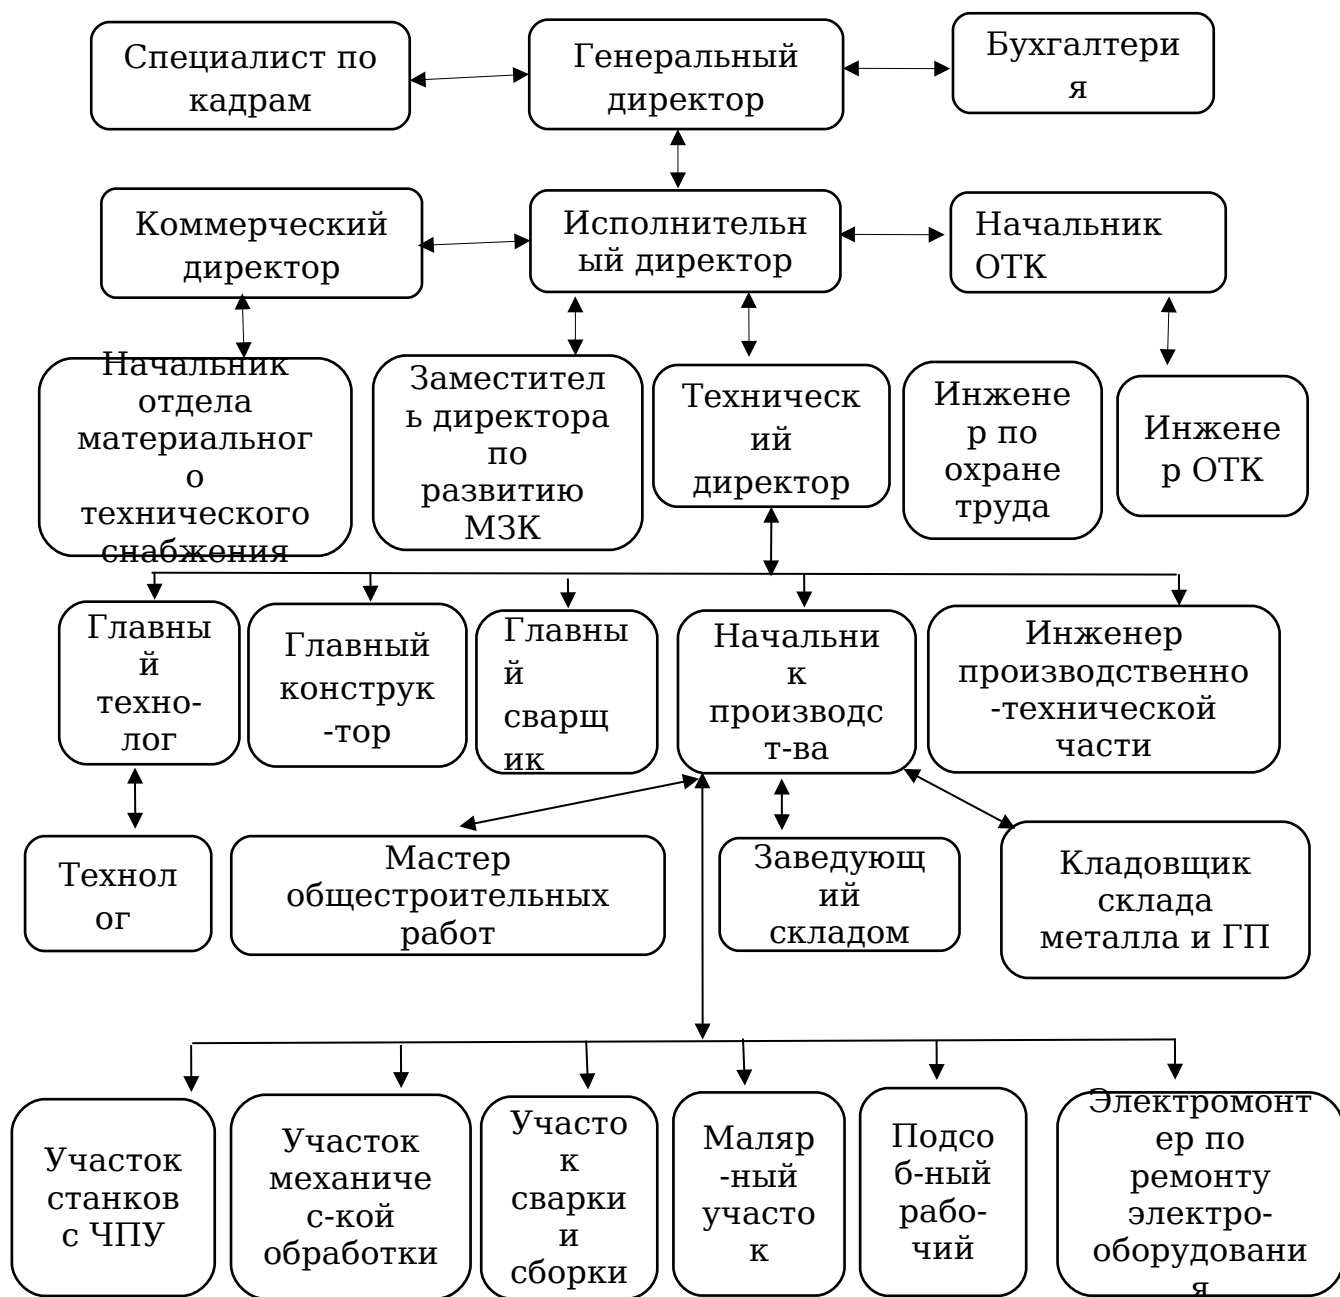 Специалист по
кадрам
Генеральный
директор
Бухгалтери
я
Коммерческий
директор
Исполнительн
ый директор
Начальник
ОТК
Начальник
отдела
материальног
о
технического
снабжения
Заместител
ь директора
по
развитию
МЗК
Техническ
ий
директор
Инжене
р по
охране
труда
Инжене
р ОТК
Главны
й
техно-
лог
Главный
конструк
-тор
Главны
й
сварщ
ик
Начальни
к
производс
т-ва
Инженер
производственно
-технической
части
Технол
ог
Мастер
общестроительных
работ
Заведующ
ий
складом
Кладовщик
склада
металла и ГП
Участок
станков
с ЧПУ
Участок
механиче
с-кой
обработки
Участо
к
сварки
и
сборки
Маляр
-ный
участо
к
Подсо
б-ный
рабо-
чий
Электромонт
ер по
ремонту
электро-
оборудовани
я